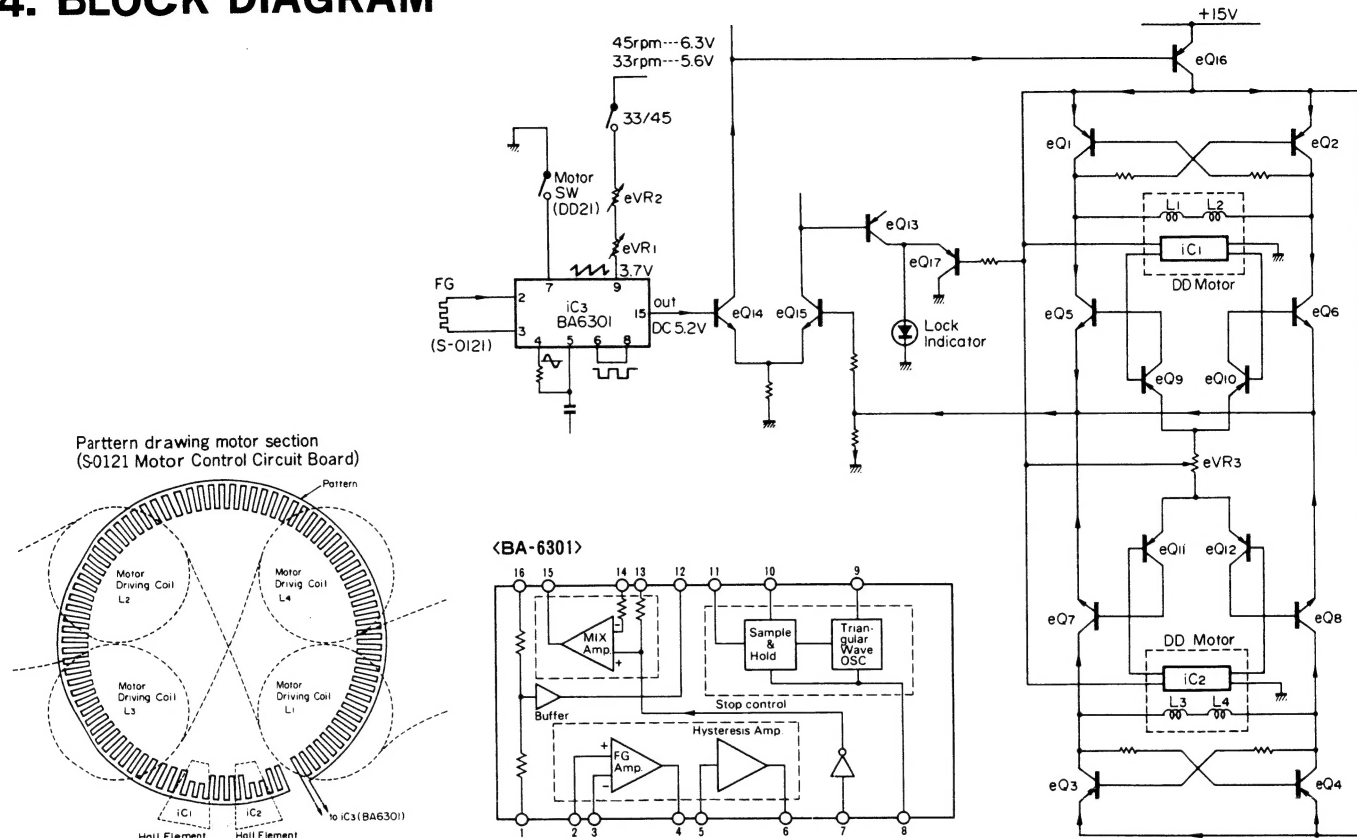 4. BLOCK DIAGRAM
+15V
45rpm---6.3V
33rpm---5.6V
eQ16
33/45
Motor
SW
(DD21)
eVR2
eVR1
3.7V
FG
(S-0121)
7
9
2
3
iC3
BA6301
15
out
DC 5.2V
4
5
6
8
eQ14
eQ15
eQ13
eQ17
Lock
Indicator
eQ1
eQ2
L1
L2
iC1
DD Motor
eQ5
eQ6
eQ9
eQ10
eVR3
eQ11
eQ12
eQ7
eQ8
DD Motor
iC2
L3
L4
eQ3
eQ4
Parttern drawing motor section
(S-0121 Motor Control Circuit Board)
Pattern
Motor
Driving Coil
L2
Motor
Drivig Coil
L4
Motor
Driving Coil
L3
Motor
Driving Coil
L1
iC1
iC2
to iC3(BA6301)
Hall Element
Hall Element
<BA-6301>
16
15
14
13
12
11
10
9
MIX
Amp.
-
+
Sample
&
Hold
Trian-
gular
Wave
OSC
Buffer
Stop control
Hysteresis Amp.
+
FG
Amp.
-
1
2
3
4
5
6
7
8